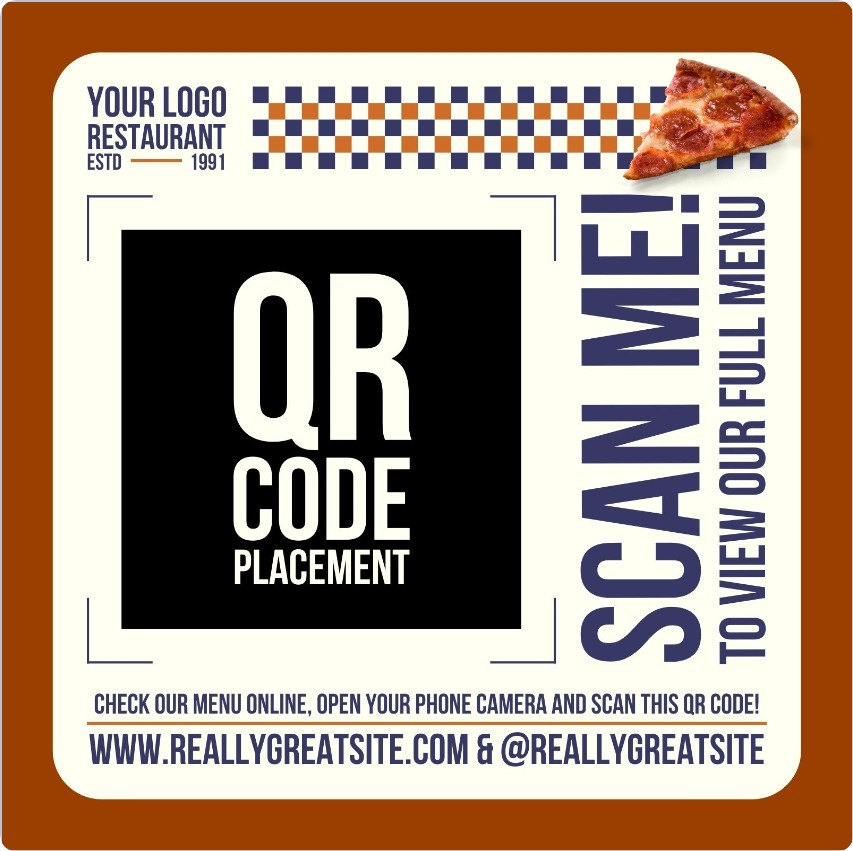 YOUR LOGO
RESTAURANT
ESTD 1991
QR
CODE
PLACEMENT
SCAN ME!
TO VIEW OUR FULL MENU
CHECK OUR MENU ONLINE, OPEN YOUR PHONE CAMERA AND SCAN THIS QR CODE!
WWW.REALLYGREATSITE.COM & @REALLYGREATSITE